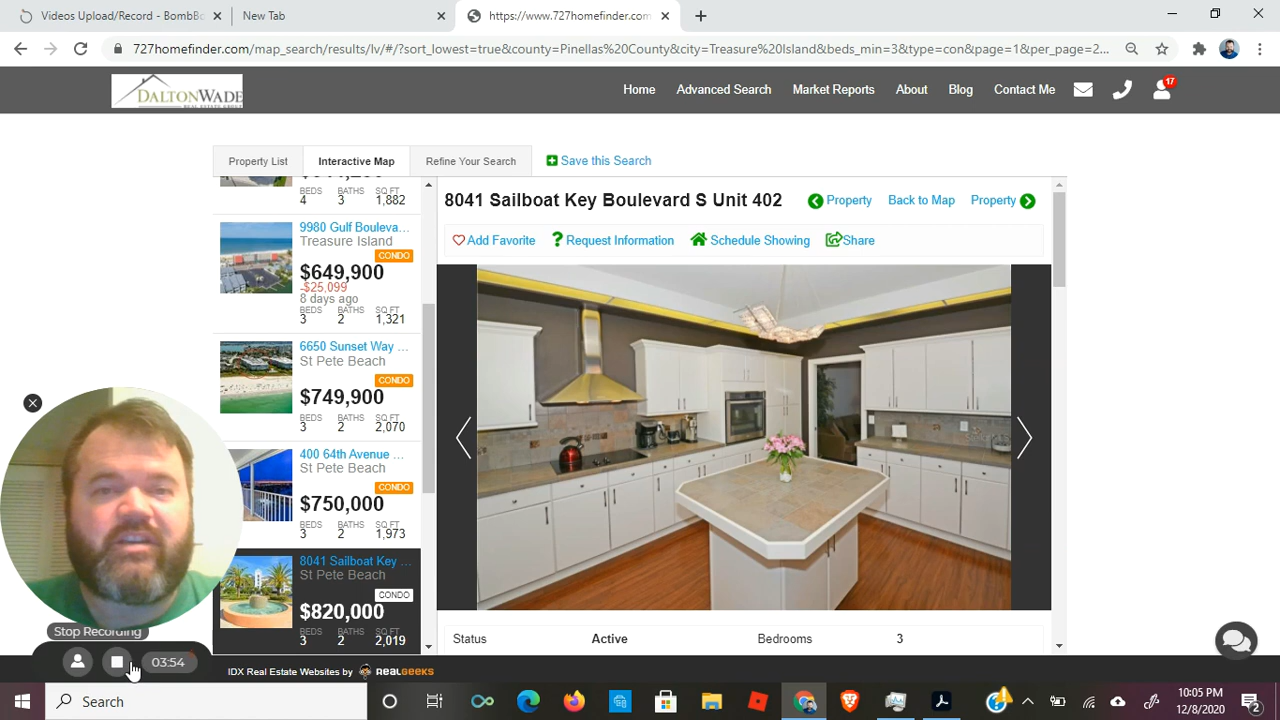 Videos Upload/Record - BombBo
New Tab
https://www.727homefinder.com
727homefinder.com/map_search/results/lv/#/?sort_lowest=true&county=Pinellas%20County&city=Treasure%20Island&beds_min=3&type=con&page=1&per_page=2...
DALTONWADE
REAL ESTATE GROUP
Home
Advanced Search
Market Reports
About
Blog
Contact Me
17
Property List
Interactive Map
Refine Your Search
Save this Search
BEDS BATHS SQ FT
4 3 1,882
9980 Gulf Bouleva...
Treasure Island
CONDO
$649,900
-$25,099
8 days ago
BEDS BATHS SQ FT
3 2 1,321
6650 Sunset Way ...
St Pete Beach
CONDO
$749,900
BEDS BATHS SQ FT
3 2 2,070
400 64th Avenue ...
St Pete Beach
CONDO
$750,000
BEDS BATHS SQ FT
3 2 1,973
8041 Sailboat Key ...
St Pete Beach
CONDO
$820,000
BEDS BATHS SQ FT
3 2 2,019
8041 Sailboat Key Boulevard S Unit 402
Property
Back to Map
Property
Add Favorite
Request Information
Schedule Showing
Share
Status Active Bedrooms 3
Stop Recording
03:54
IDX Real Estate Websites by REALGEEKS
Search
10:05 PM
12/8/2020
2